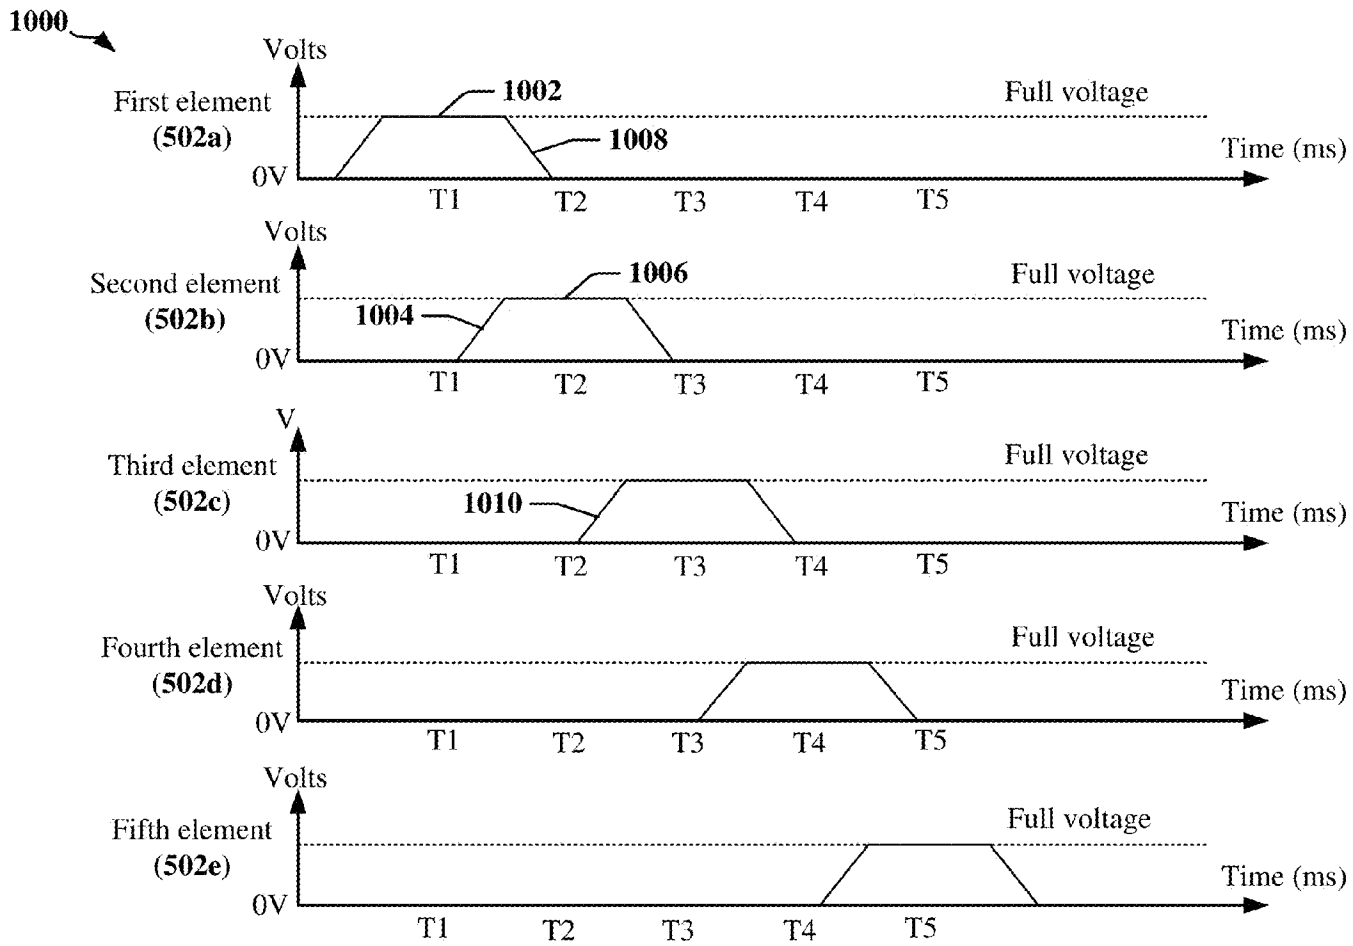 1000
Volts
First element
(502a)
1002
1008
Full voltage
Time (ms)
0V
T1 T2 T3 T4 T5
Volts
Second element
(502b)
1004
1006
Full voltage
Time (ms)
0V
T1 T2 T3 T4 T5
V
Third element
(502c)
1010
Full voltage
Time (ms)
0V
T1 T2 T3 T4 T5
Volts
Fourth element
(502d)
Full voltage
Time (ms)
0V
T1 T2 T3 T4 T5
Volts
Fifth element
(502e)
Full voltage
Time (ms)
0V
T1 T2 T3 T4 T5